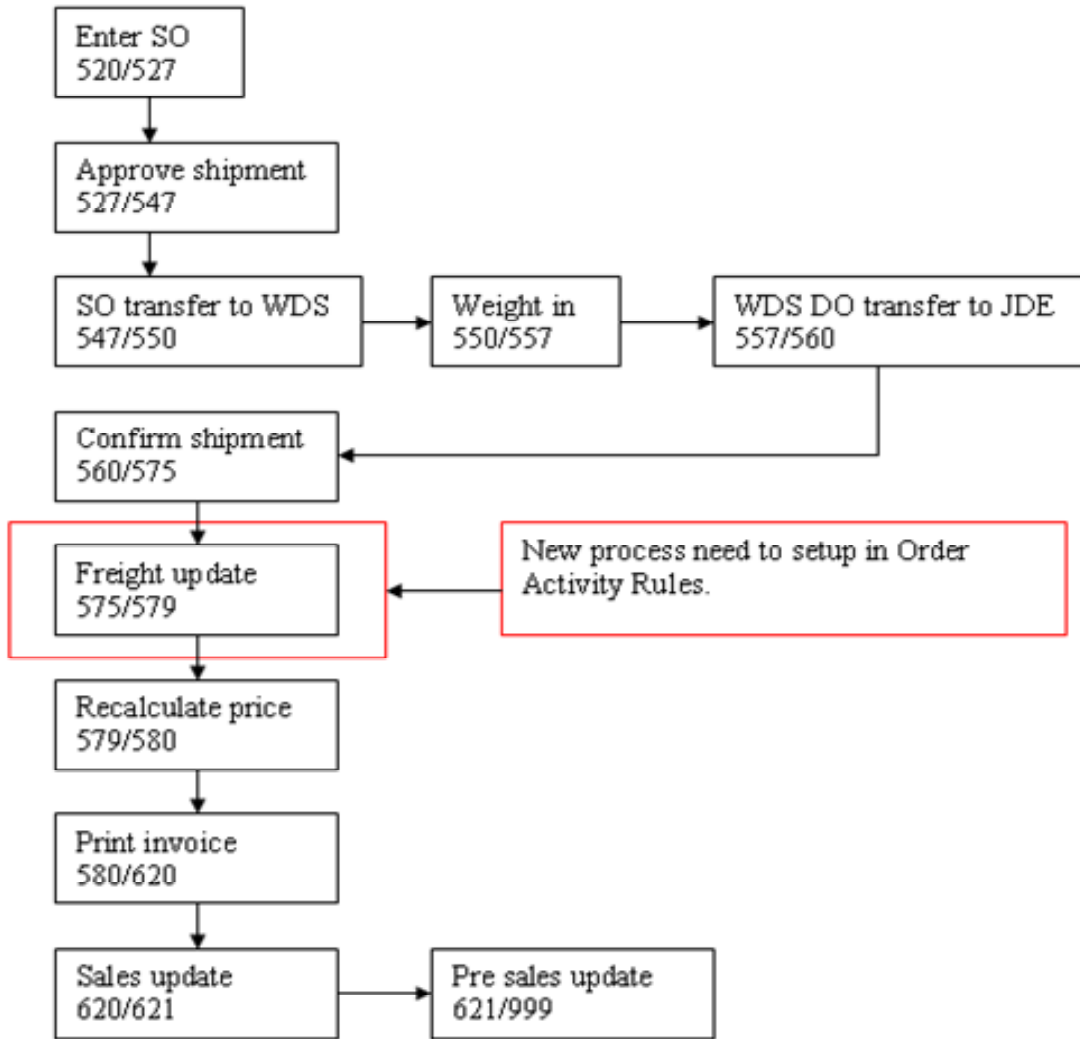 Enter SO
520/527
Approve shipment
527/547
SO transfer to WDS
547/550
Weight in
550/557
WDS DO transfer to JDE
557/560
Confirm shipment
560/575
Freight update
575/579
New process need to setup in Order
Activity Rules.
Recalculate price
579/580
Print invoice
580/620
Sales update
620/621
Pre sales update
621/999